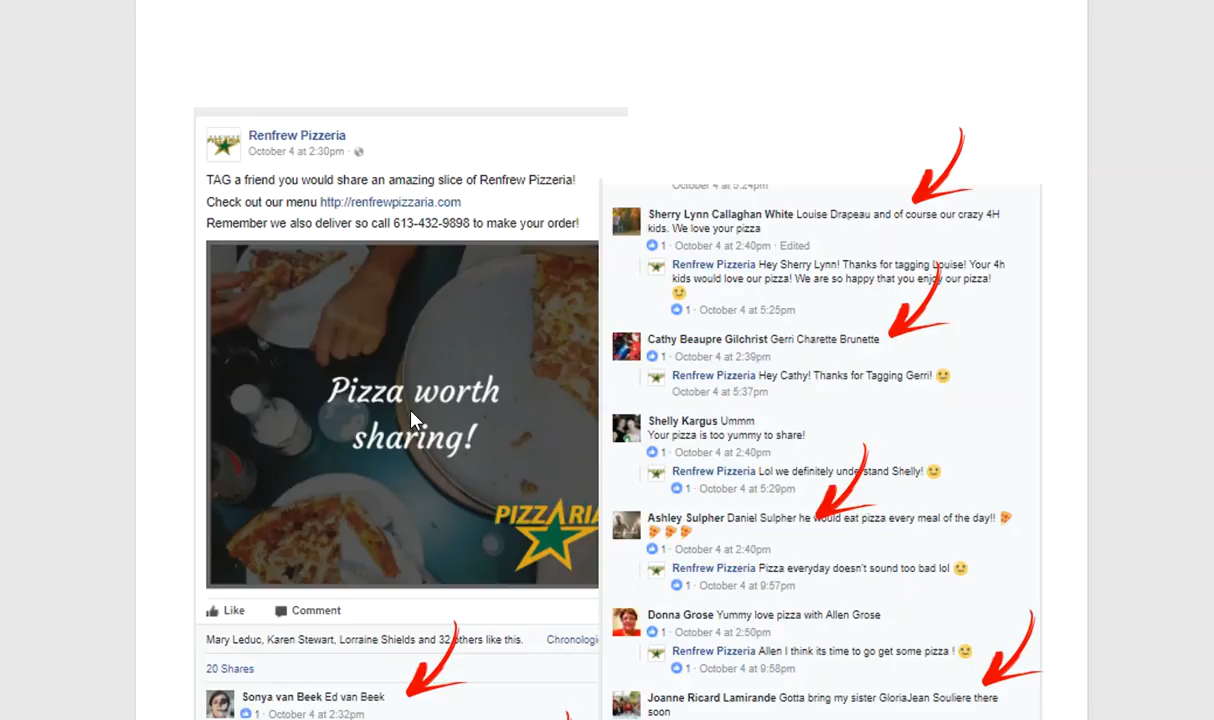 Renfrew Pizzeria
October 4 at 2:30pm ·
TAG a friend you would share an amazing slice of Renfrew Pizzeria!
Check out our menu http://renfrewpizzaria.com
Remember we also deliver so call 613-432-9898 to make your order!
Pizza worth
sharing!
PIZZARIA
Like Comment
Mary Leduc, Karen Stewart, Lorraine Shields and 32 others like this. Chronologi
20 Shares
Sonya van Beek Ed van Beek
1 · October 4 at 2:32pm
October 4 at 5:24pm
Sherry Lynn Callaghan White Louise Drapeau and of course our crazy 4H
kids. We love your pizza
1 · October 4 at 2:40pm · Edited
Renfrew Pizzeria Hey Sherry Lynn! Thanks for tagging Louise! Your 4h
kids would love our pizza! We are so happy that you enjoy our pizza!
1 · October 4 at 5:25pm
Cathy Beaupre Gilchrist Gerri Charette Brunette
1 · October 4 at 2:39pm
Renfrew Pizzeria Hey Cathy! Thanks for Tagging Gerri!
October 4 at 5:37pm
Shelly Kargus Ummm
Your pizza is too yummy to share!
1 · October 4 at 2:40pm
Renfrew Pizzeria Lol we definitely understand Shelly!
1 · October 4 at 5:29pm
Ashley Sulpher Daniel Sulpher he would eat pizza every meal of the day!!
1 · October 4 at 2:40pm
Renfrew Pizzeria Pizza everyday doesn't sound too bad lol
1 · October 4 at 9:57pm
Donna Grose Yummy love pizza with Allen Grose
1 · October 4 at 2:50pm
Renfrew Pizzeria Allen I think its time to go get some pizza !
1 · October 4 at 9:58pm
Joanne Ricard Lamirande Gotta bring my sister GloriaJean Souliere there
soon